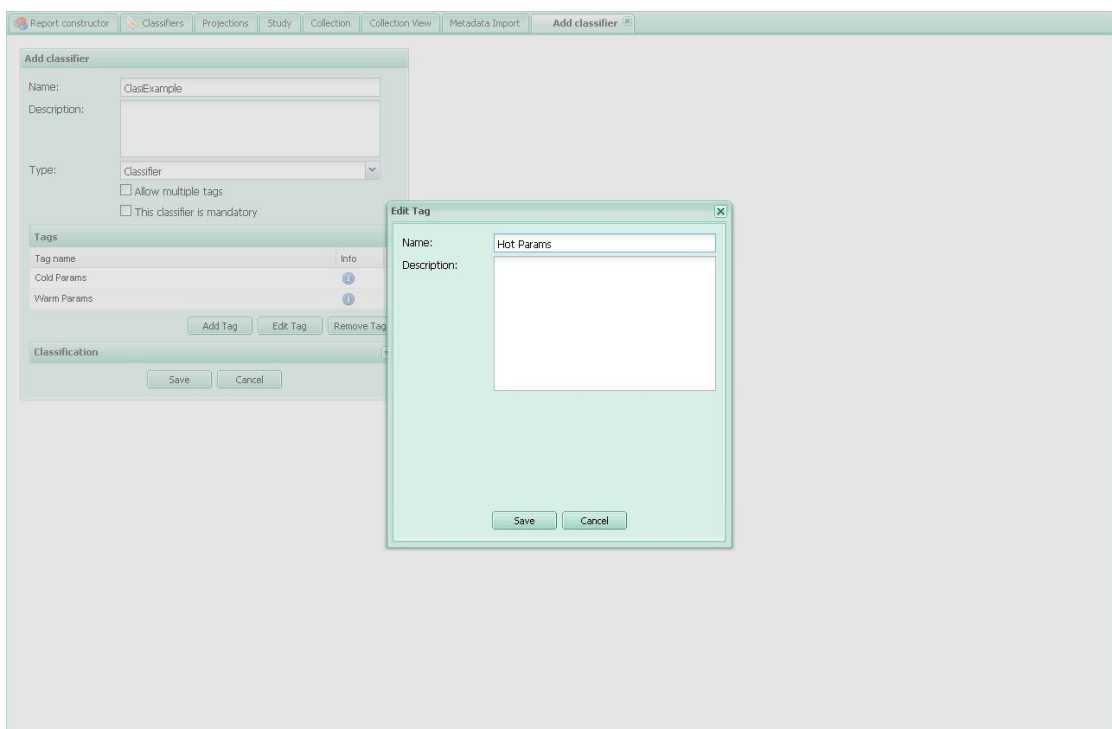 Report constructor Classifiers Projections Study Collection Collection View Metadata Import Add classifier
Add classifier
Name: ClasiExample
Description:
Type: Classifier
Allow multiple tags
This classifier is mandatory
Tags
Tag name Info
Cold Params
Warm Params
Add Tag Edit Tag Remove Tag
Classification
Save Cancel
Edit Tag
Name: Hot Params
Description:
Save Cancel